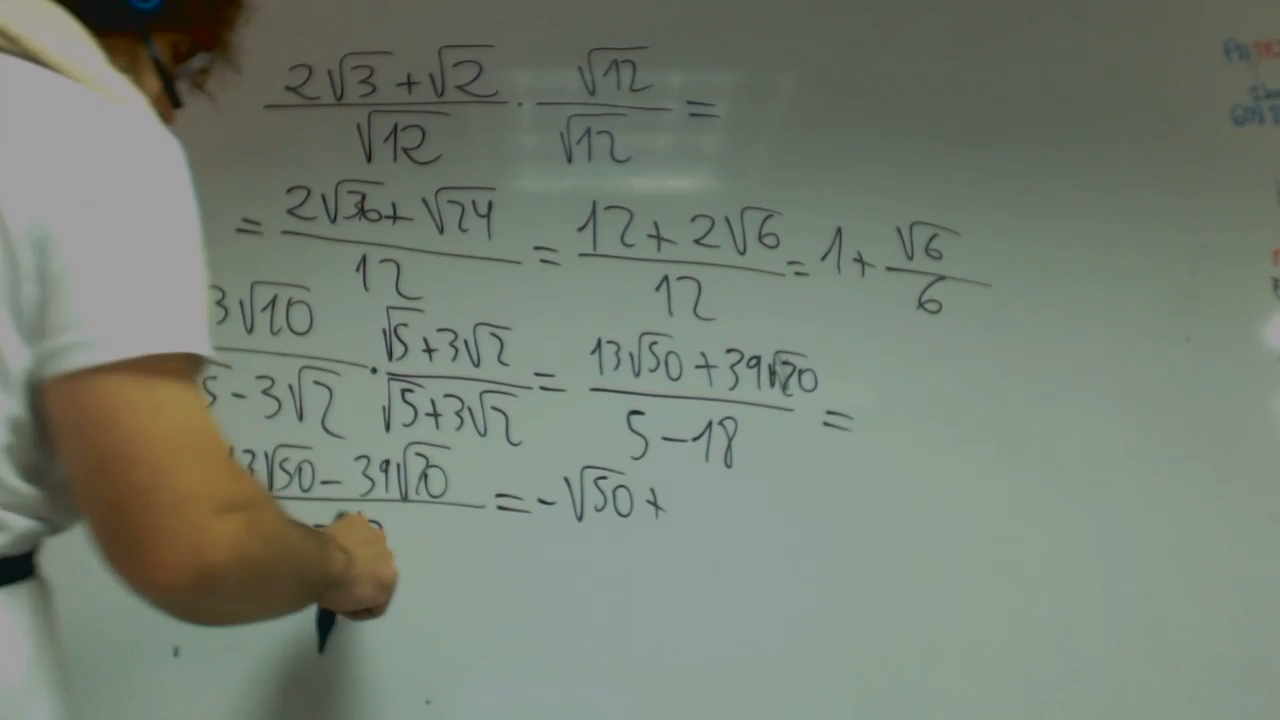 (2√3 + √2)/√12 · √12/√12 =
= (2√36 + √24)/12 = (12 + 2√6)/12 = 1 + √6/6
3√10/(5 - 3√2) · (√5 + 3√2)/(√5 + 3√2) = (13√50 + 39√20)/(5 - 18) =
3√50 - 39√20 = -√50 +